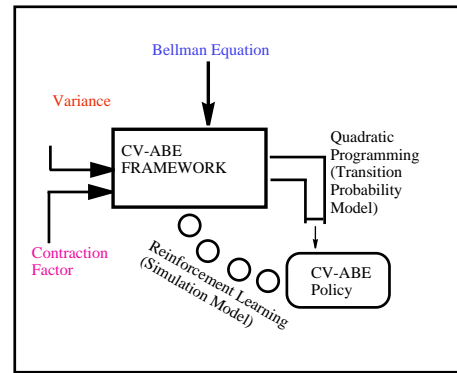 Bellman Equation
Variance
CV-ABE
FRAMEWORK
Quadratic
Programming
(Transition
Probability
Model)
Contraction
Factor
Reinforcement Learning
(Simulation Model)
CV-ABE
Policy